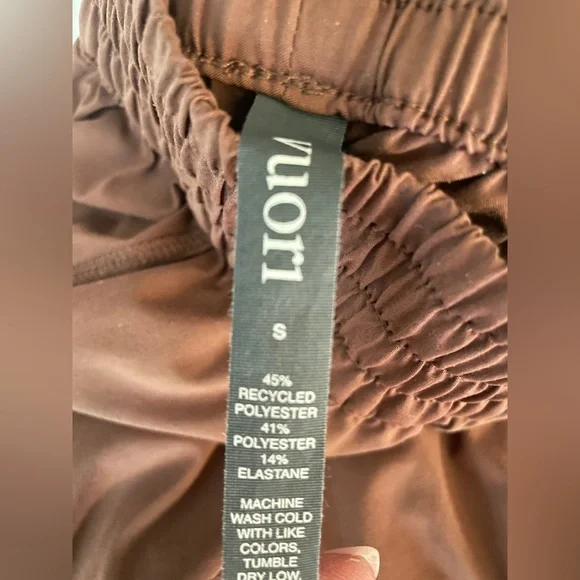 vuori
S
45%
RECYCLED
POLYESTER
41%
POLYESTER
14%
ELASTANE
MACHINE
WASH COLD
WITH LIKE
COLORS,
TUMBLE
DRY LOW,